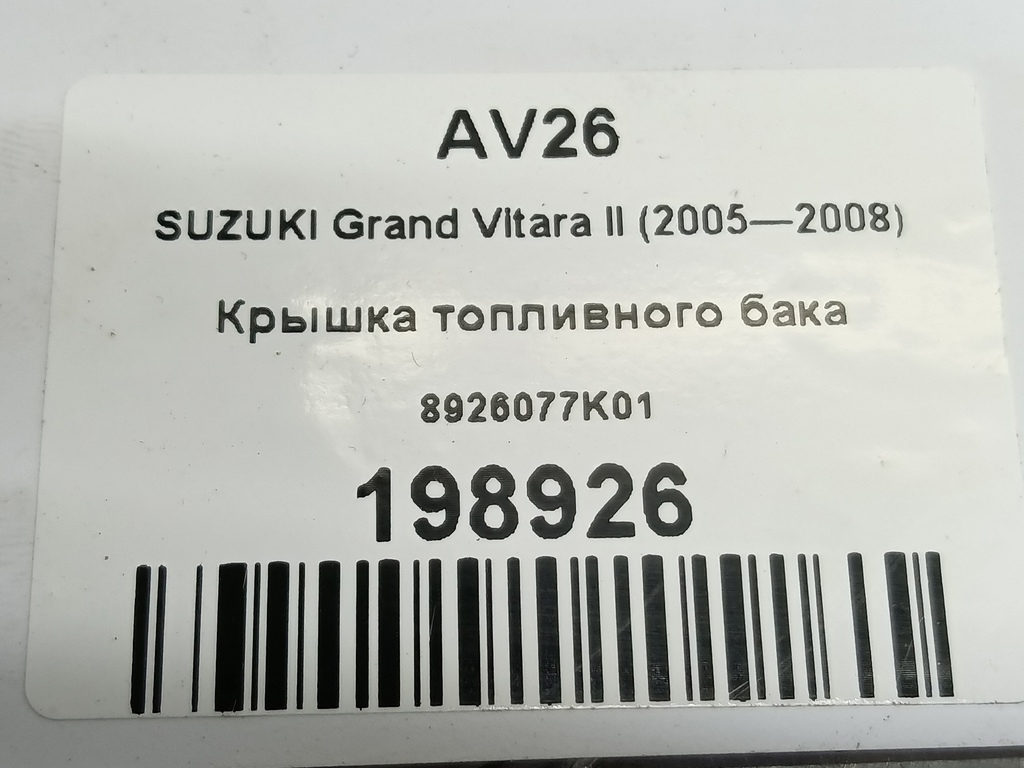 AV26
SUZUKI Grand Vitara II (2005—2008)
Крышка топливного бака
8926077K01
198926